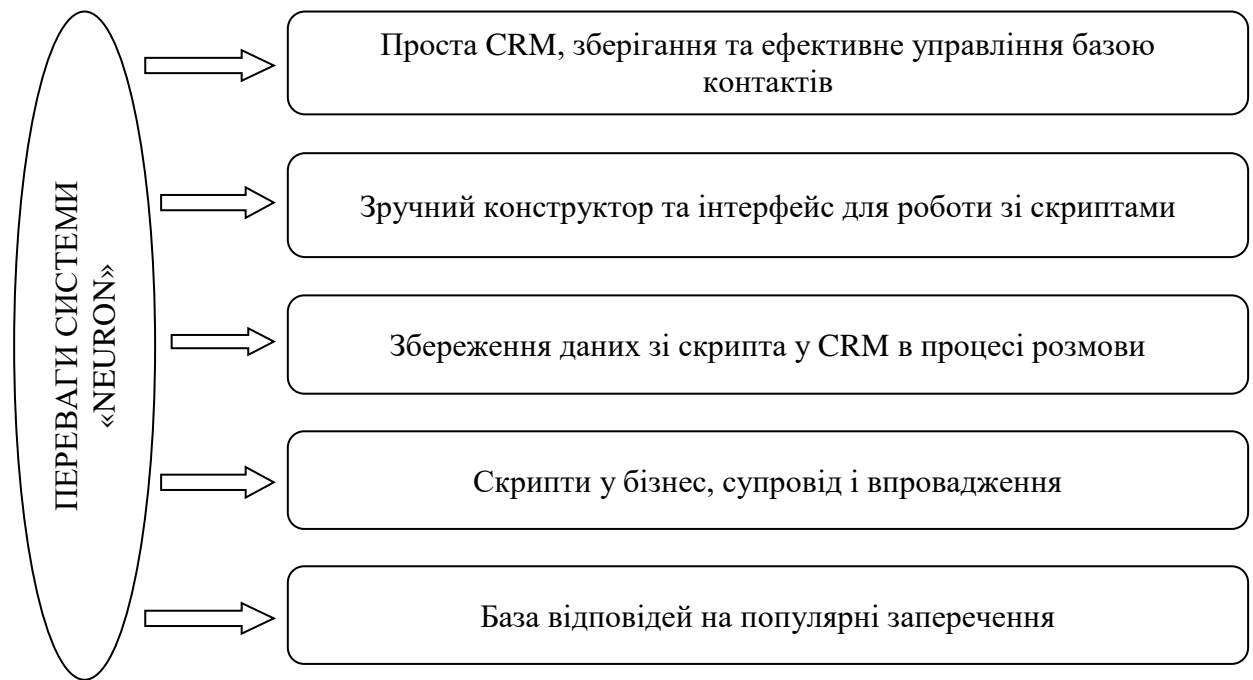 ПЕРЕВАГИ СИСТЕМИ
«NEURON»
Проста CRM, зберігання та ефективне управління базою
контактів
Зручний конструктор та інтерфейс для роботи зі скриптами
Збереження даних зі скрипта у CRM в процесі розмови
Скрипти у бізнес, супровід і впровадження
База відповідей на популярні заперечення